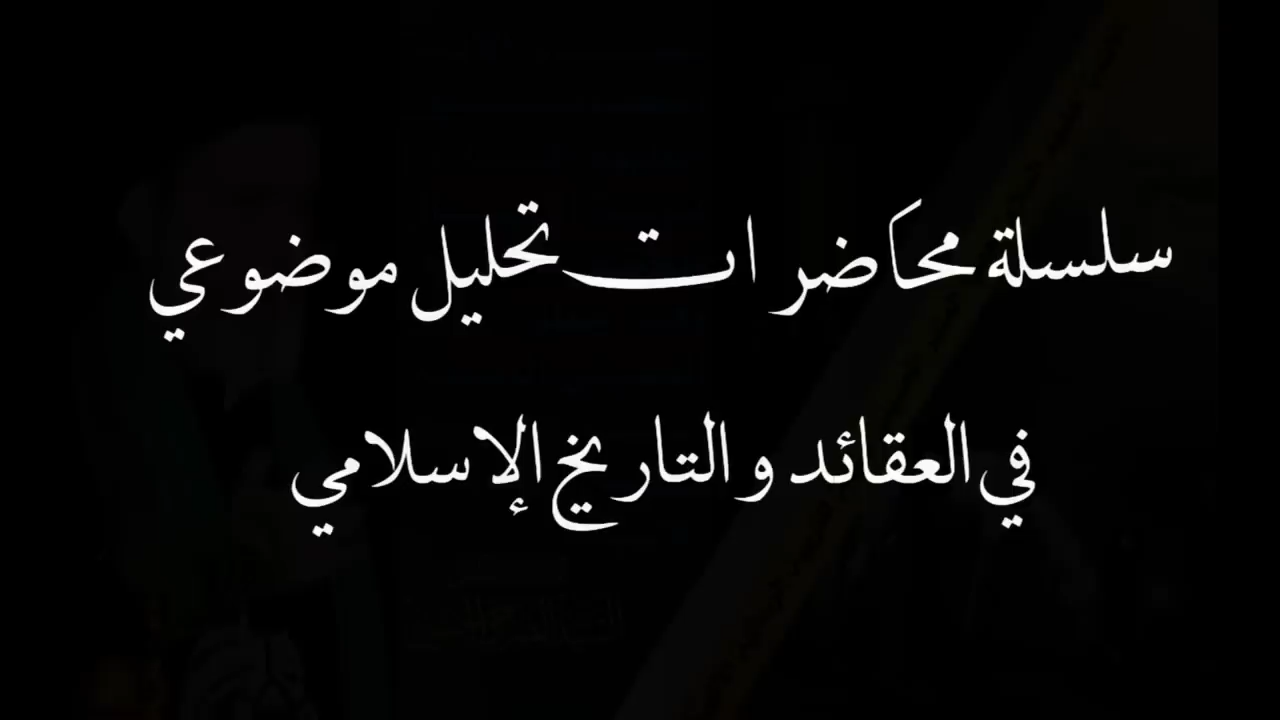 سلسلة محاضرات تحليل موضوعي
في العقائد و التاريخ الإسلامي